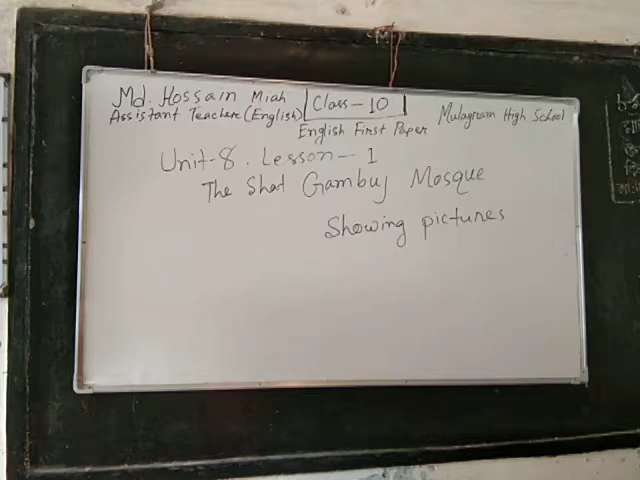 Md. Hossain Miah
Assistant Teacher (English)
Class-10
Mulagram High School
English First Paper
Unit-8. Lesson-1
The Shat Gambuj Mosque
Showing pictures